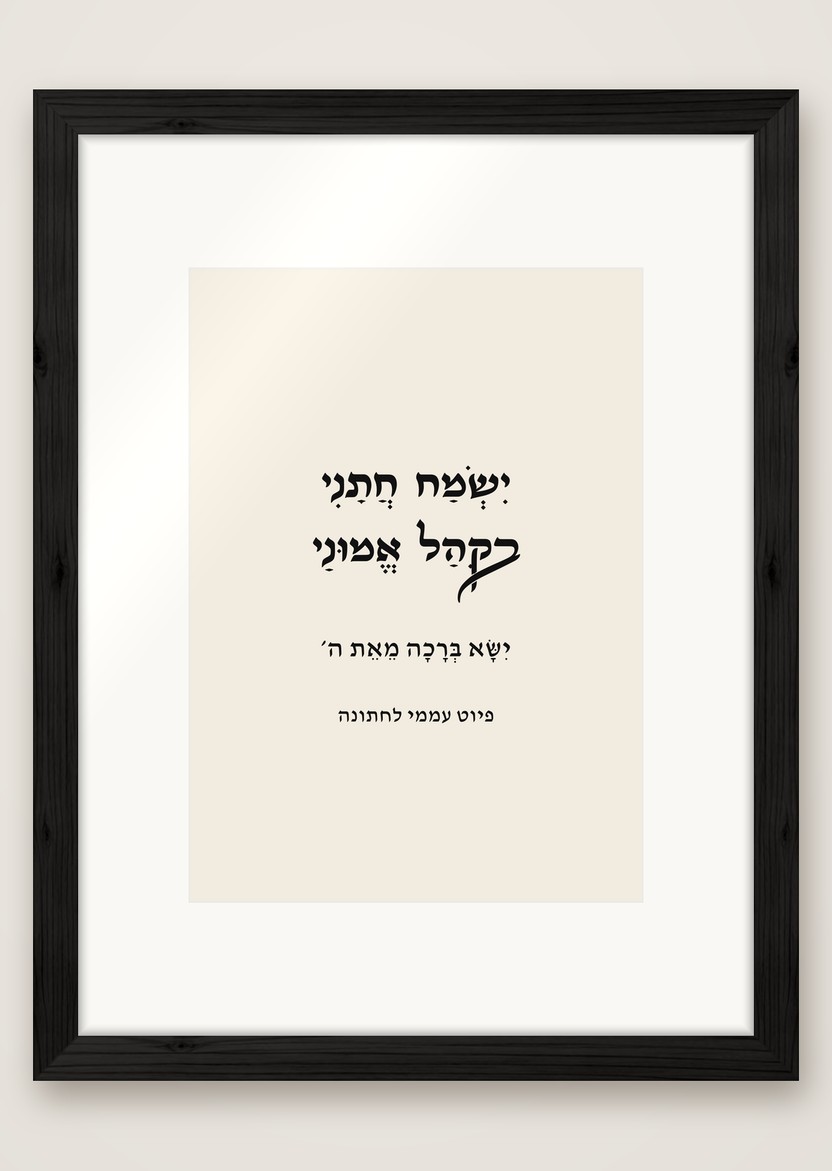 יִשְׂמַח חֲתָנִי
בִּקְהַל אֱמוּנַי
יִשָּׂא בְּרָכָה מֵאֵת ה׳
פיוט עממי לחתונה